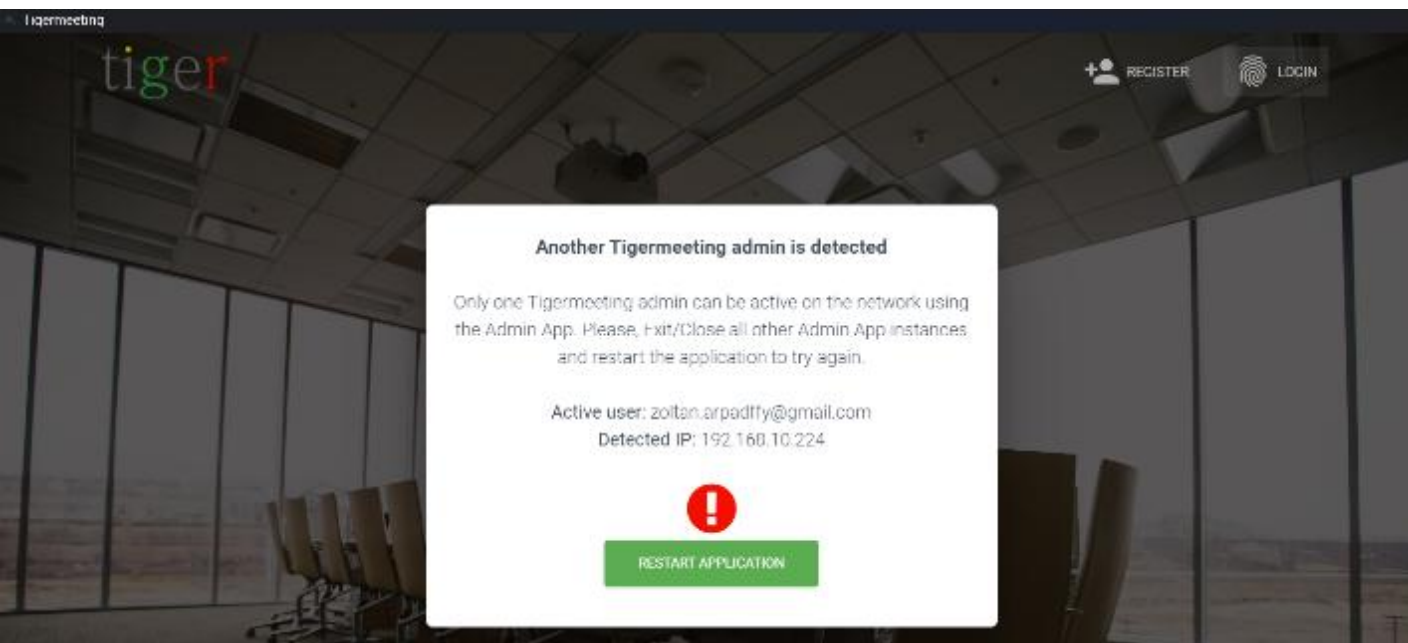 Tigermeeting
tiger
REGISTER
LOGIN
Another Tigermeeting admin is detected
Only one Tigermeeting admin can be active on the network using
the Admin App. Please, Exit/Close all other Admin App instances
and restart the application to try again.
Active user: zoltan.arpadffy@gmail.com
Detected IP: 192.168.10.224
RESTART APPLICATION